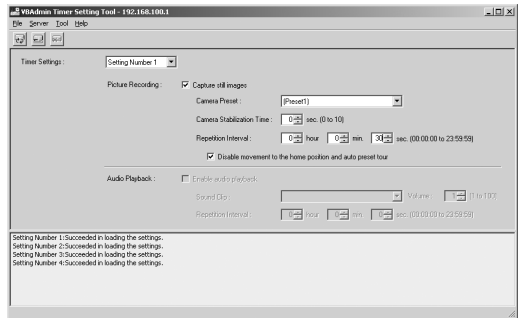 VBAdmin Timer Setting Tool - 192.168.100.1
File Server Tool Help
Timer Settings : Setting Number 1
Picture Recording : Capture still images
Camera Preset : (Preset1)
Camera Stabilization Time : 0 sec. (0 to 10)
Repetition Interval : 0 hour 0 min. 30 sec. (00:00:00 to 23:59:59)
Disable movement to the home position and auto preset tour
Audio Playback : Enable audio playback
Sound Clip : Volume : 1 (1 to 100)
Repetition Interval : 0 hour 0 min. 0 sec. (00:00:00 to 23:59:59)
Setting Number 1:Succeeded in loading the settings.
Setting Number 2:Succeeded in loading the settings.
Setting Number 3:Succeeded in loading the settings.
Setting Number 4:Succeeded in loading the settings.